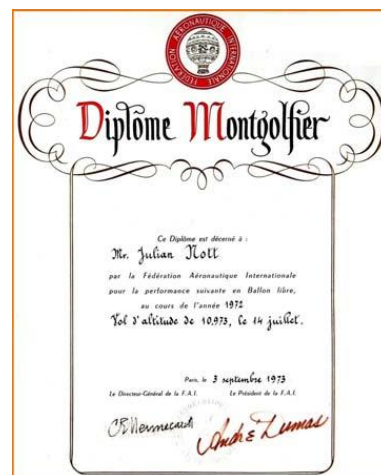 FÉDÉRATION AÉRONAUTIQUE INTERNATIONALE
Diplôme Montgolfier
Ce Diplôme est décerné à :
Mr. Julian Nott
par la Fédération Aéronautique Internationale
pour la performance suivante en Ballon libre,
au cours de l'année 1972
Vol d'altitude de 10,973, le 14 juillet.
Paris, le 3 septembre 1973
Le Directeur-Général de la F.A.I.
Le Président de la F.A.I.
André Dumas